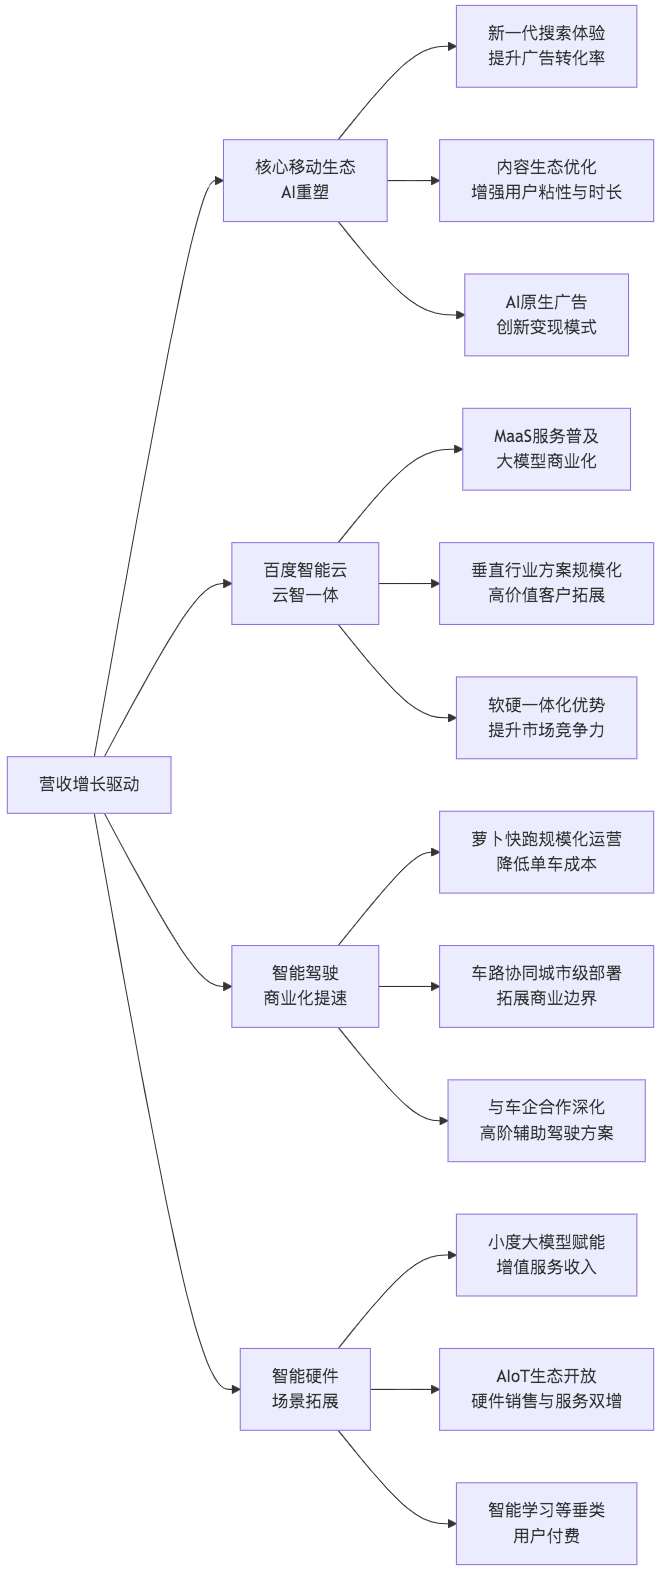 营收增长驱动
核心移动生态
AI重塑
新一代搜索体验
提升广告转化率
内容生态优化
增强用户粘性与时长
AI原生广告
创新变现模式
百度智能云
云智一体
MaaS服务普及
大模型商业化
垂直行业方案规模化
高价值客户拓展
软硬一体化优势
提升市场竞争力
智能驾驶
商业化提速
萝卜快跑规模化运营
降低单车成本
车路协同城市级部署
拓展商业边界
与车企合作深化
高阶辅助驾驶方案
智能硬件
场景拓展
小度大模型赋能
增值服务收入
AIoT生态开放
硬件销售与服务双增
智能学习等垂类
用户付费